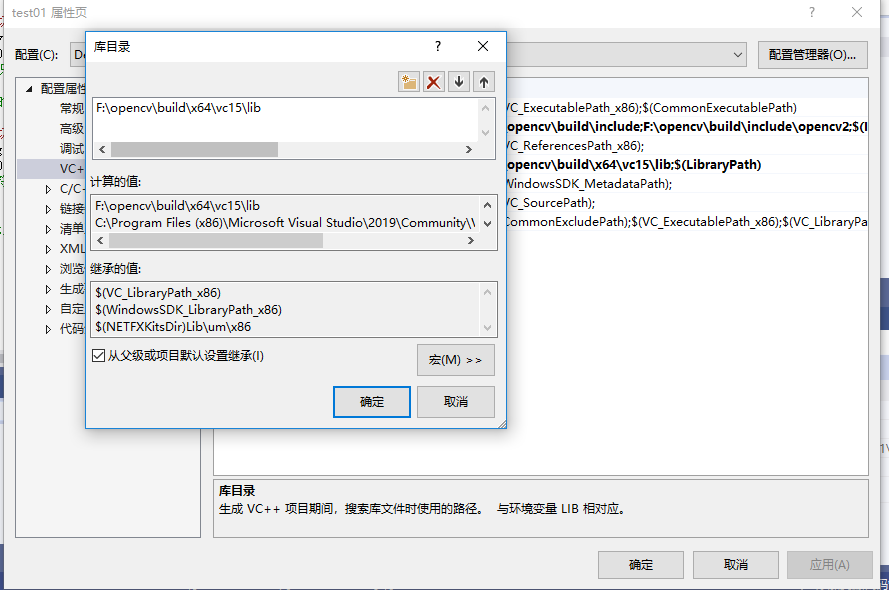 test01 属性页
配置(C):
配置管理器(O)...
库目录
F:\opencv\build\x64\vc15\lib
计算的值:
F:\opencv\build\x64\vc15\lib
C:\Program Files (x86)\Microsoft Visual Studio\2019\Community\\
继承的值:
$(VC_LibraryPath_x86)
$(WindowsSDK_LibraryPath_x86)
$(NETFXKitsDir)Lib\um\x86
从父级或项目默认设置继承(I)
宏(M) >>
确定
取消
配置属性
常规
高级
调试
VC+
C/C+
链接
清单
XML
浏览
生成
自定
代码
VC_ExecutablePath_x86);$(CommonExecutablePath)
opencv\build\include;F:\opencv\build\include\opencv2;$(I
VC_ReferencesPath_x86);
opencv\build\x64\vc15\lib;$(LibraryPath)
WindowsSDK_MetadataPath);
VC_SourcePath);
CommonExcludePath);$(VC_ExecutablePath_x86);$(VC_LibraryPa
库目录
生成 VC++ 项目期间，搜索库文件时使用的路径。 与环境变量 LIB 相对应。
确定
取消
应用(A)